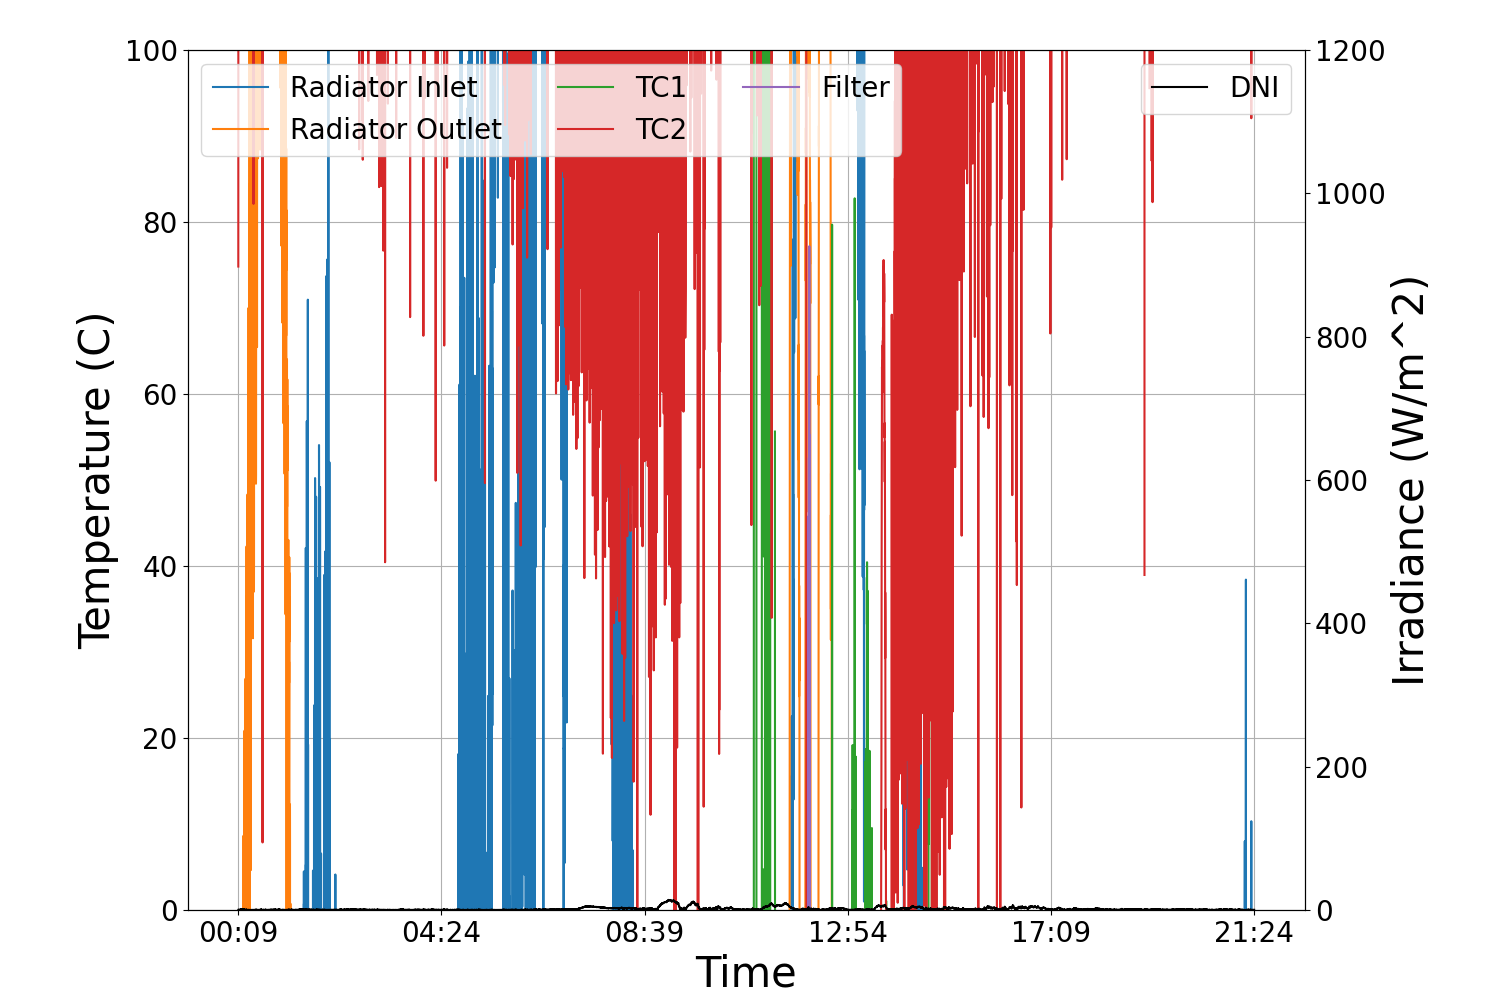 100
80
60
40
20
0
Temperature (C)
Radiator Inlet
Radiator Outlet
TC1
TC2
Filter
DNI
1200
1000
800
600
400
200
0
Irradiance (W/m^2)
00:09 04:24 08:39 12:54 17:09 21:24
Time